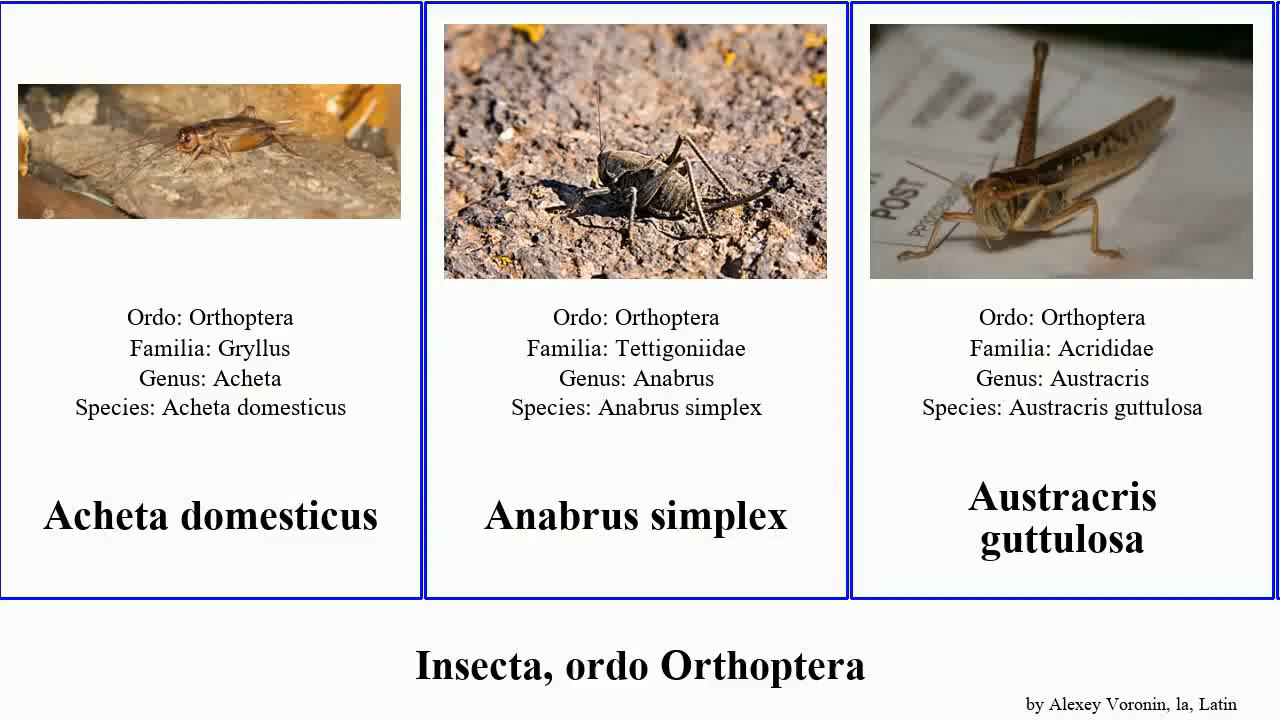 POST
Ordo: Orthoptera
Familia: Gryllus
Genus: Acheta
Species: Acheta domesticus
Acheta domesticus
Ordo: Orthoptera
Familia: Tettigoniidae
Genus: Anabrus
Species: Anabrus simplex
Anabrus simplex
Ordo: Orthoptera
Familia: Acrididae
Genus: Austracris
Species: Austracris guttulosa
Austracris
guttulosa
Insecta, ordo Orthoptera
by Alexey Voronin, la, Latin